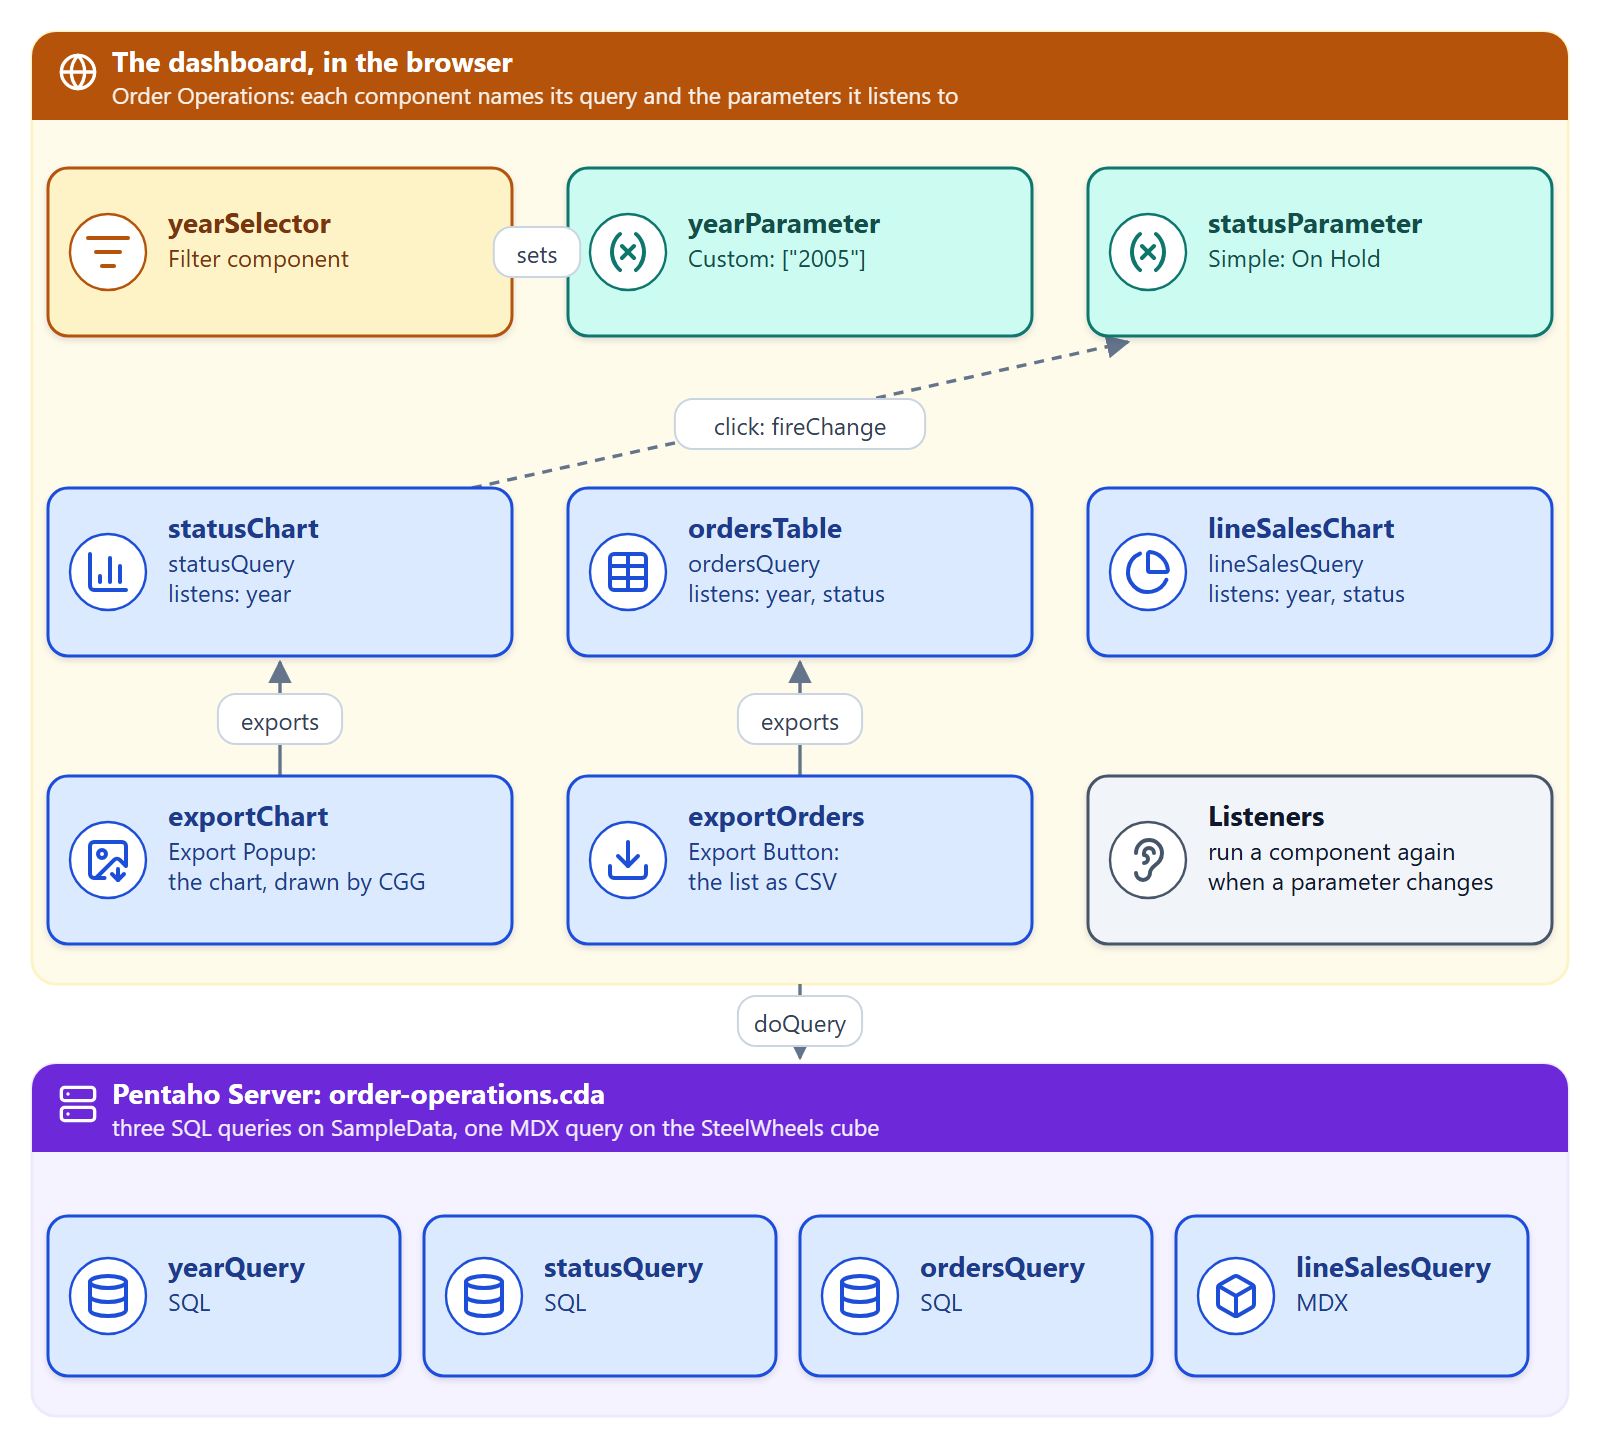 The dashboard, in the browser
Order Operations: each component names its query and the parameters it listens to
yearSelector
Filter component
sets
yearParameter
Custom: ["2005"]
statusParameter
Simple: On Hold
click: fireChange
statusChart
statusQuery
listens: year
ordersTable
ordersQuery
listens: year, status
lineSalesChart
lineSalesQuery
listens: year, status
exports
exports
exportChart
Export Popup:
the chart, drawn by CGG
exportOrders
Export Button:
the list as CSV
Listeners
run a component again
when a parameter changes
doQuery
Pentaho Server: order-operations.cda
three SQL queries on SampleData, one MDX query on the SteelWheels cube
yearQuery
SQL
statusQuery
SQL
ordersQuery
SQL
lineSalesQuery
MDX